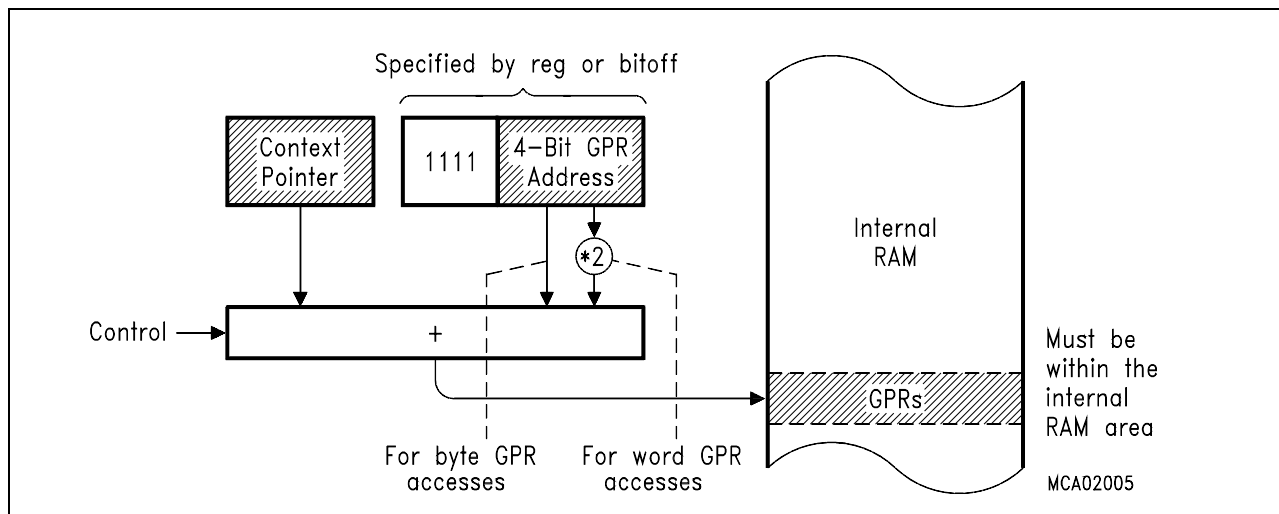 Specified by reg or bitoff
Context
Pointer
1111
4-Bit GPR
Address
*2
Control
+
For byte GPR
accesses
For word GPR
accesses
Internal
RAM
GPRs
Must be
within the
internal
RAM area
MCA02005